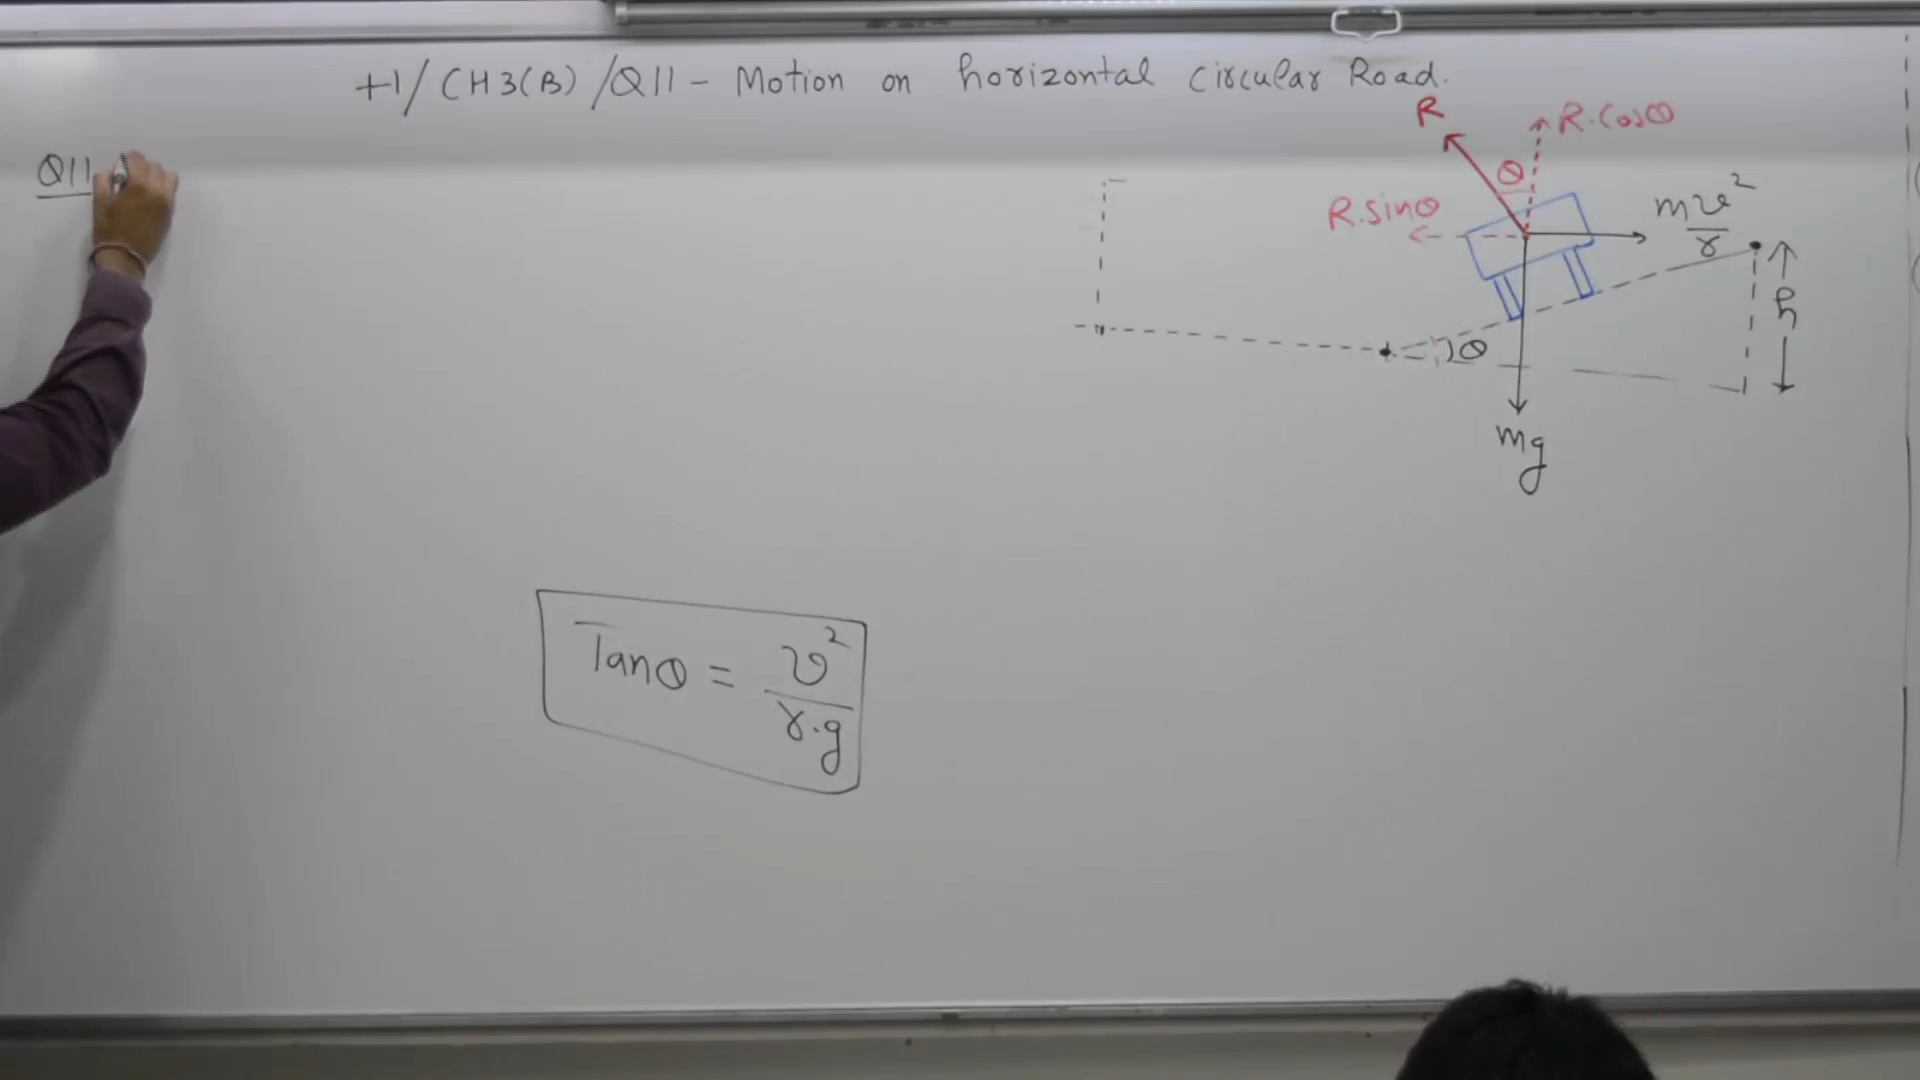 +1/CH3(B)/Q11 - Motion on horizontal Circular Road.
Q11
R
R.cosθ
θ
R.sinθ
mv²/r
h
θ
mg
Tanθ = v²/r.g